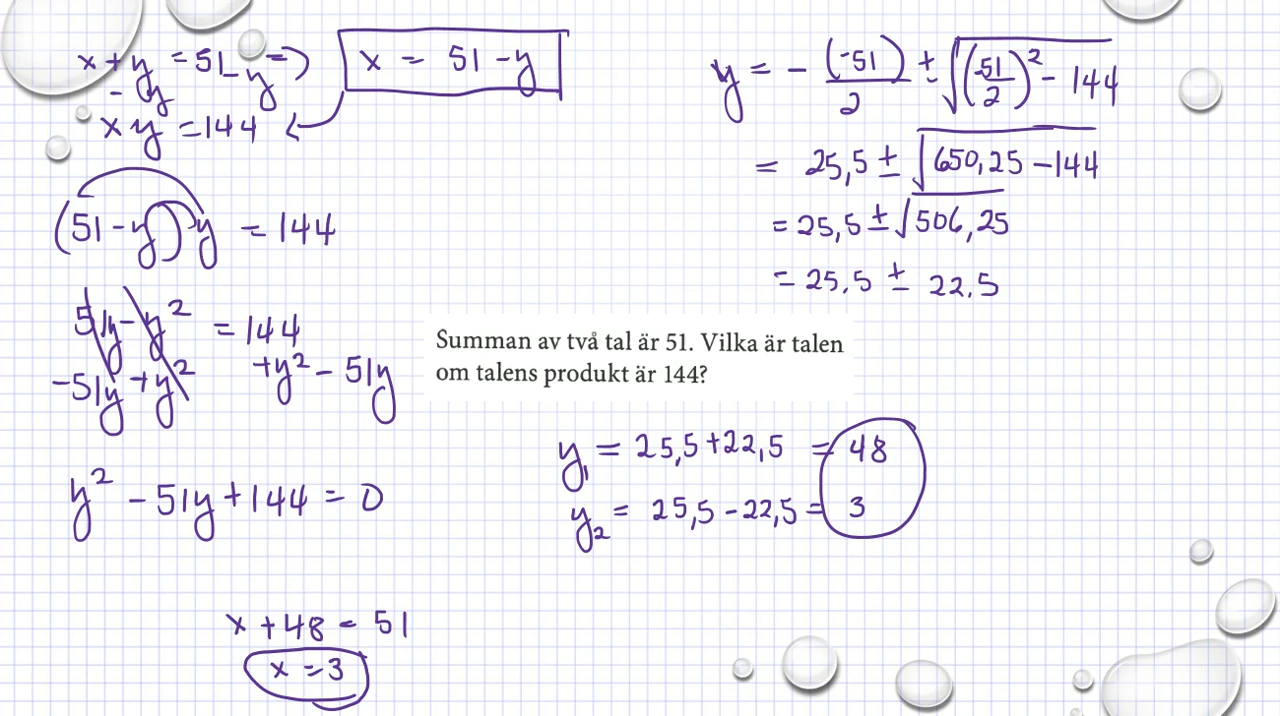 x + y = 51 - y ⇒ x = 51 - y
- y
xy = 144
(51 - y) y = 144
51y - y² = 144
-51y + y² +y² - 51y
y² - 51y + 144 = 0
y = - (-51)/2 ± √((-51/2)² - 144)
= 25,5 ± √(650,25 - 144)
= 25,5 ± √506,25
= 25,5 ± 22,5
Summan av två tal är 51. Vilka är talen
om talens produkt är 144?
y₁ = 25,5 + 22,5 = 48
y₂ = 25,5 - 22,5 = 3
x + 48 = 51
x = 3